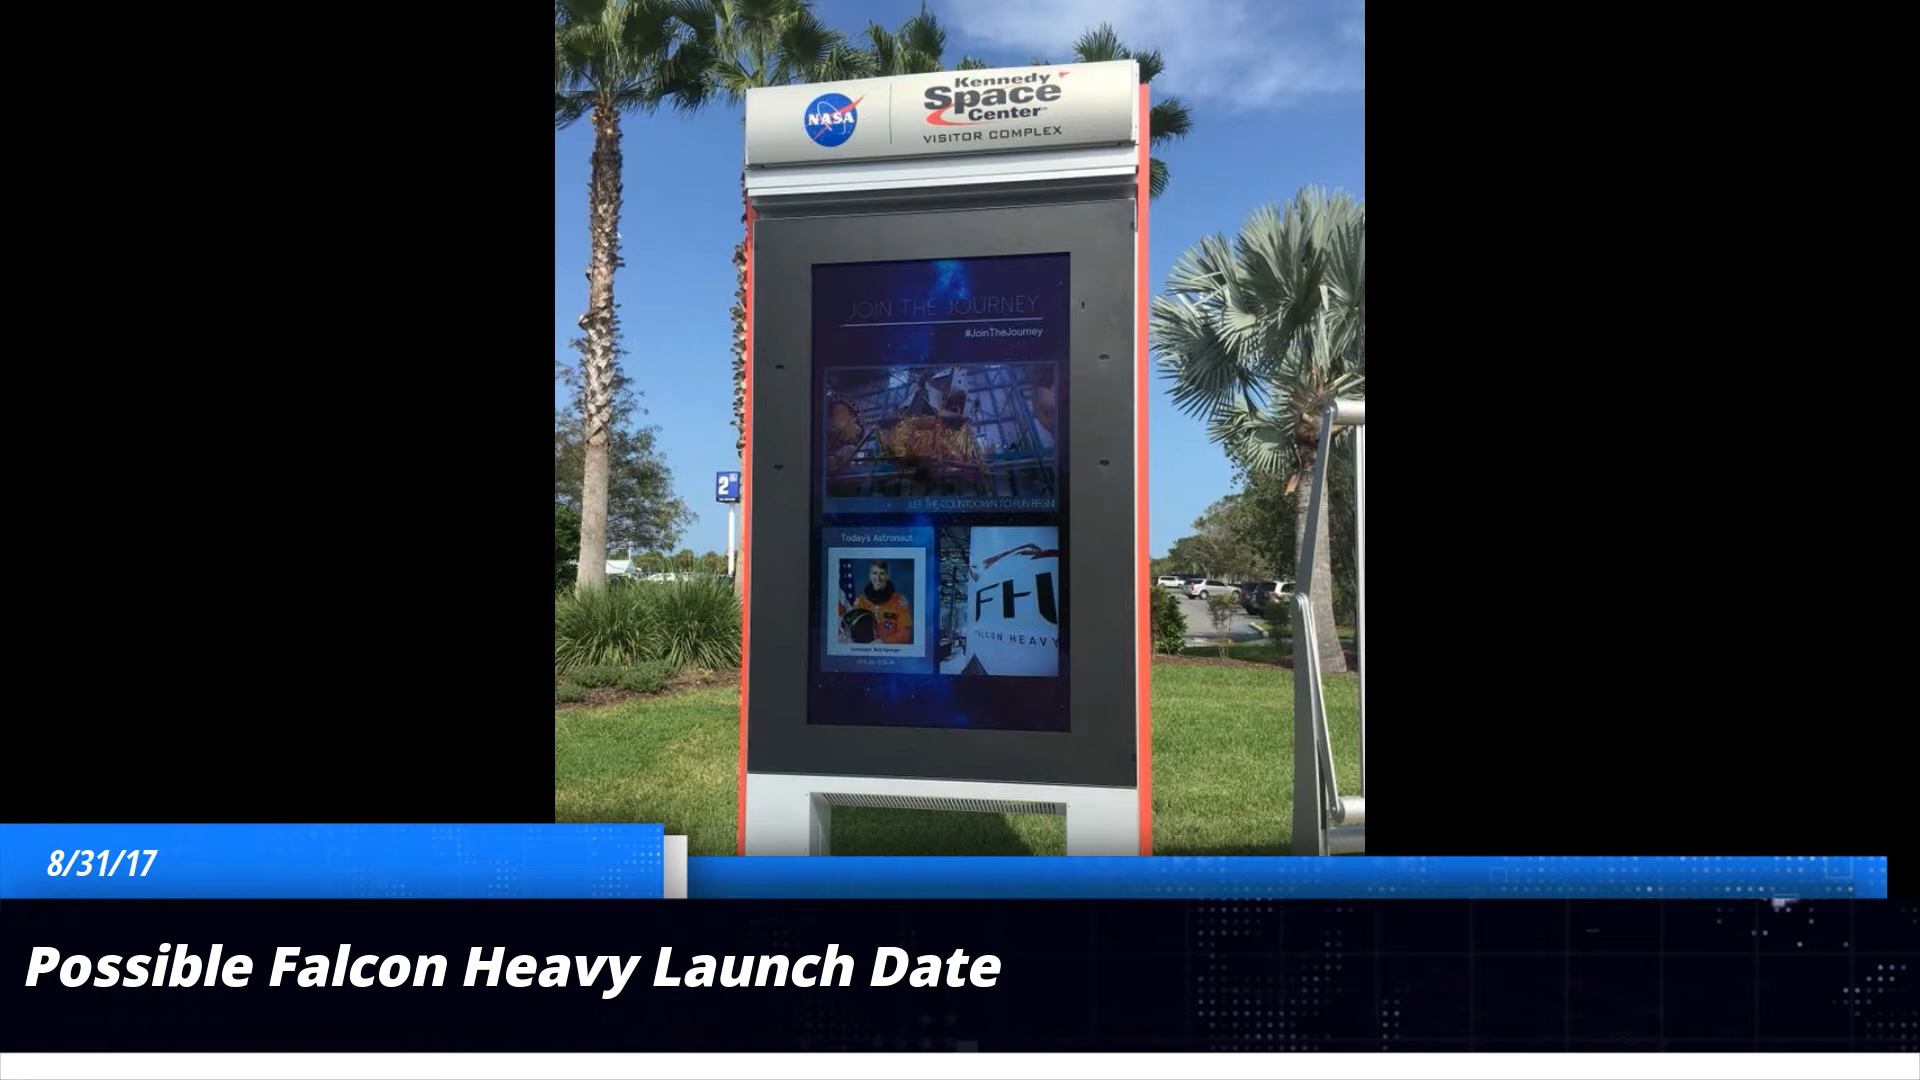 Kennedy
Space
Center
NASA
VISITOR COMPLEX
JOIN THE JOURNEY
#JoinTheJourney
2
LET THE COUNTDOWN TO FUN BEGIN!
Today's Astronaut
FH
FALCON HEAVY
8/31/17
Possible Falcon Heavy Launch Date